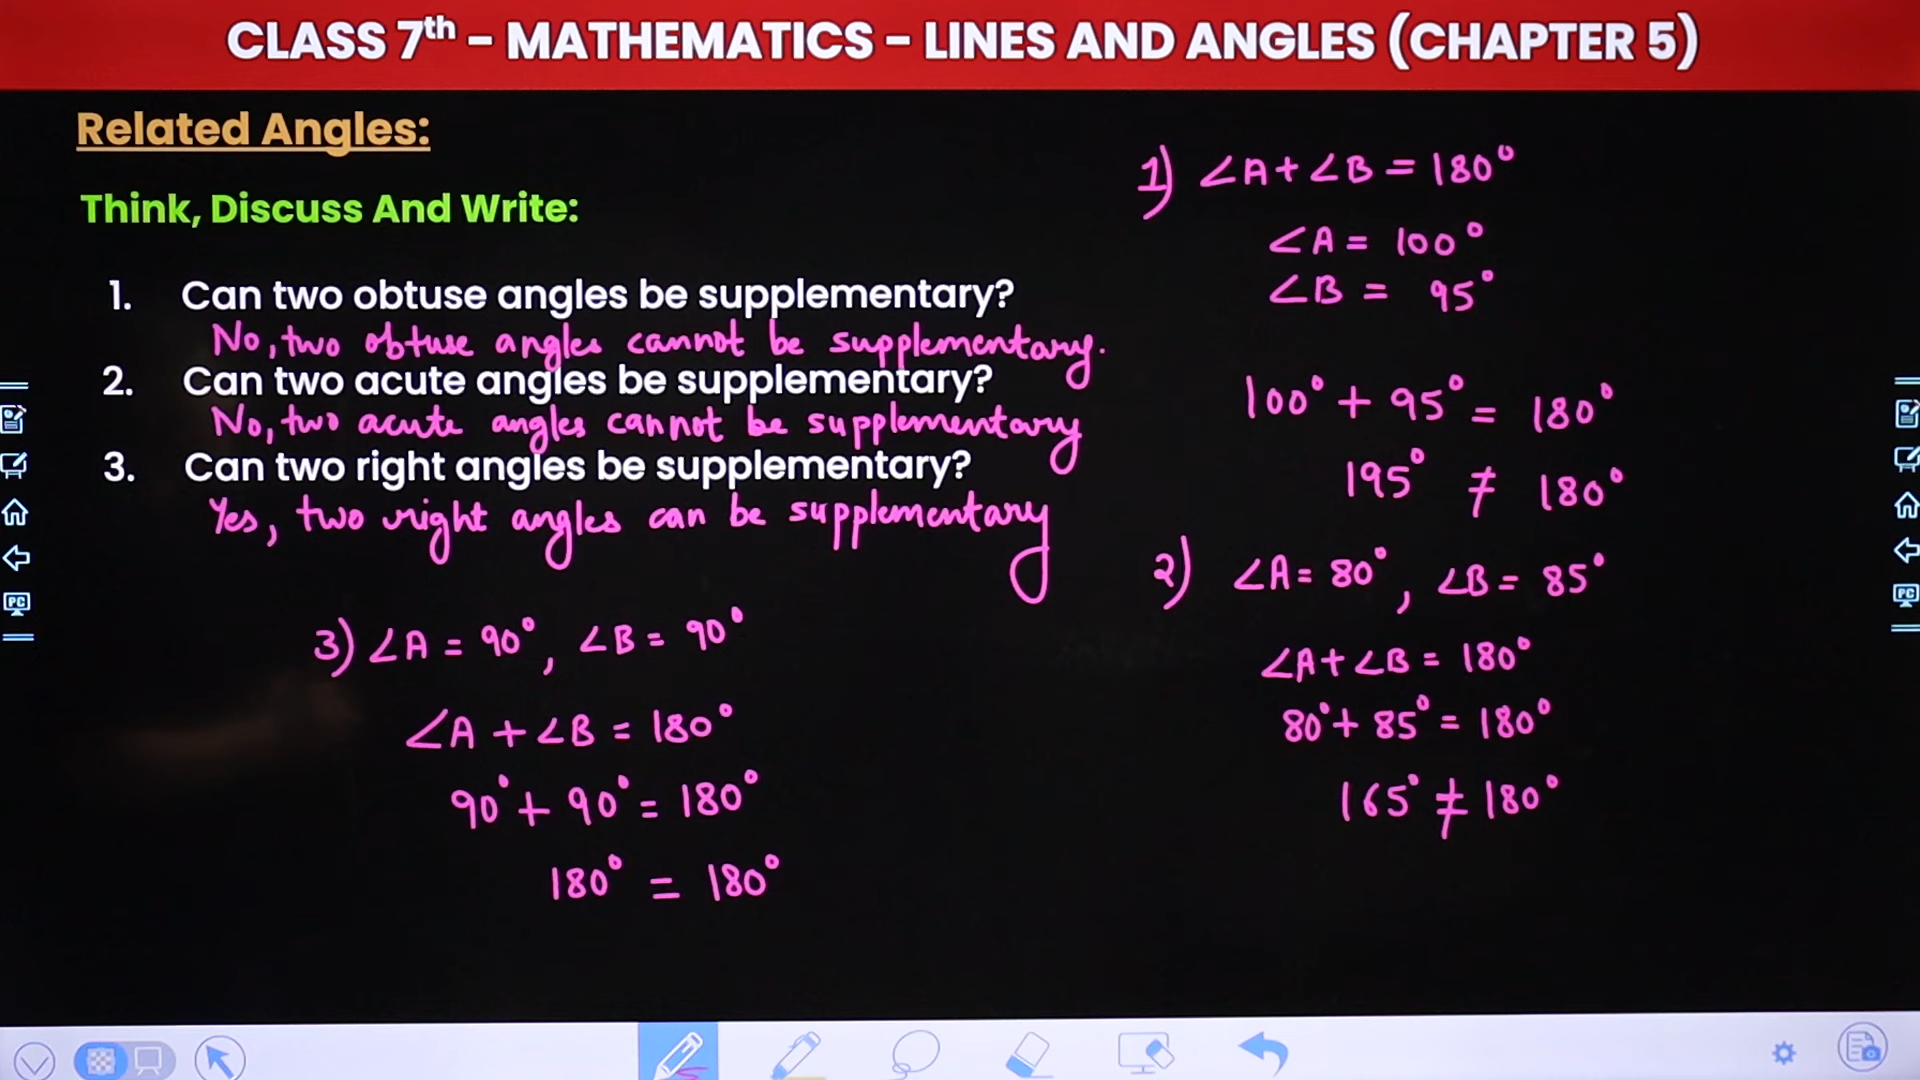 CLASS 7th - MATHEMATICS - LINES AND ANGLES (CHAPTER 5)
Related Angles:
Think, Discuss And Write:
1. Can two obtuse angles be supplementary?
No, two obtuse angles cannot be supplementary.
2. Can two acute angles be supplementary?
No, two acute angles cannot be supplementary
3. Can two right angles be supplementary?
Yes, two right angles can be supplementary
3) ∠A = 90°, ∠B = 90°
∠A + ∠B = 180°
90° + 90° = 180°
180° = 180°
1) ∠A + ∠B = 180°
∠A = 100°
∠B = 95°
100° + 95° = 180°
195° ≠ 180°
2) ∠A = 80°, ∠B = 85°
∠A + ∠B = 180°
80° + 85° = 180°
165° ≠ 180°
PC
PC